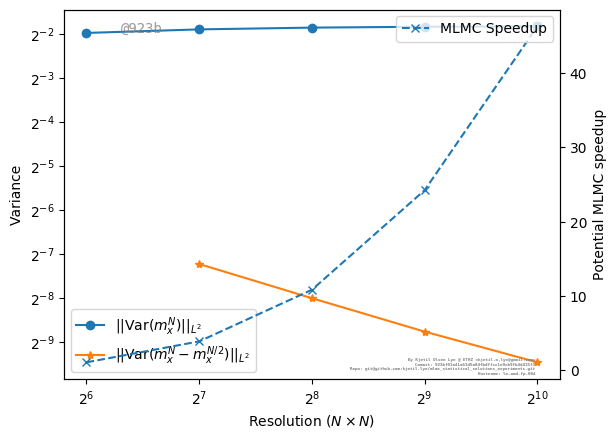 @923b
MLMC Speedup
2^-2
2^-3
2^-4
2^-5
2^-6
2^-7
2^-8
2^-9
Variance
40
30
20
10
0
Potential MLMC speedup
||Var(m_x^N)||_{L^2}
||Var(m_x^N − m_x^{N/2})||_{L^2}
2^6
2^7
2^8
2^9
2^10
Resolution (N × N)